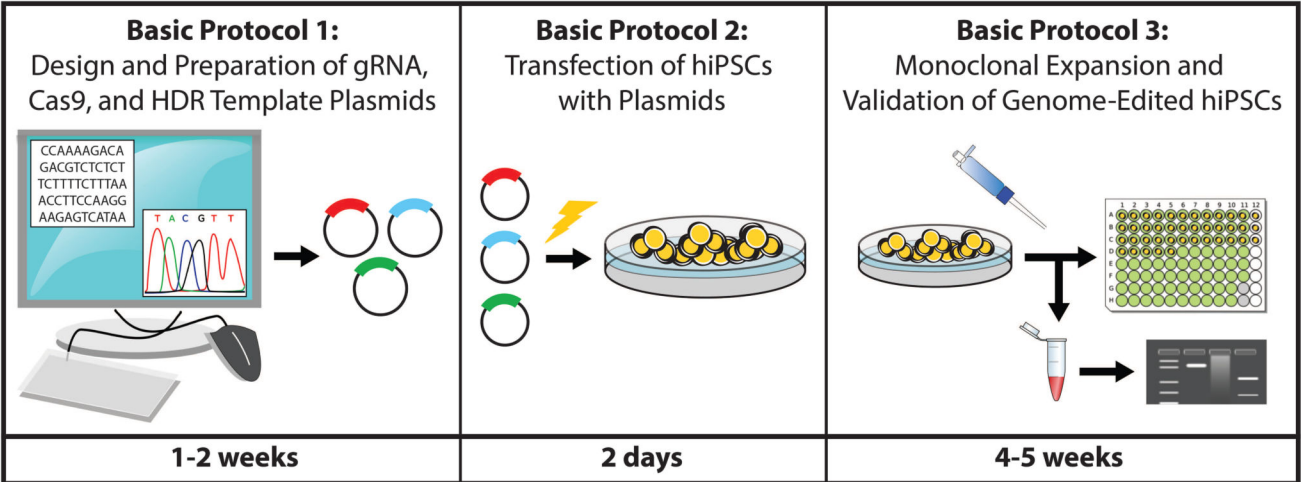 Basic Protocol 1:
Design and Preparation of gRNA,
Cas9, and HDR Template Plasmids
CCAAAAGACA
GACGTCTCTCT
TCTTTTCTTTAA
ACCTTCCAAGG
AAGAGTCATAA
T A C G T T
1-2 weeks
Basic Protocol 2:
Transfection of hiPSCs
with Plasmids
2 days
Basic Protocol 3:
Monoclonal Expansion and
Validation of Genome-Edited hiPSCs
1 2 3 4 5 6 7 8 9 10 11 12
A
B
C
D
E
F
G
H
4-5 weeks